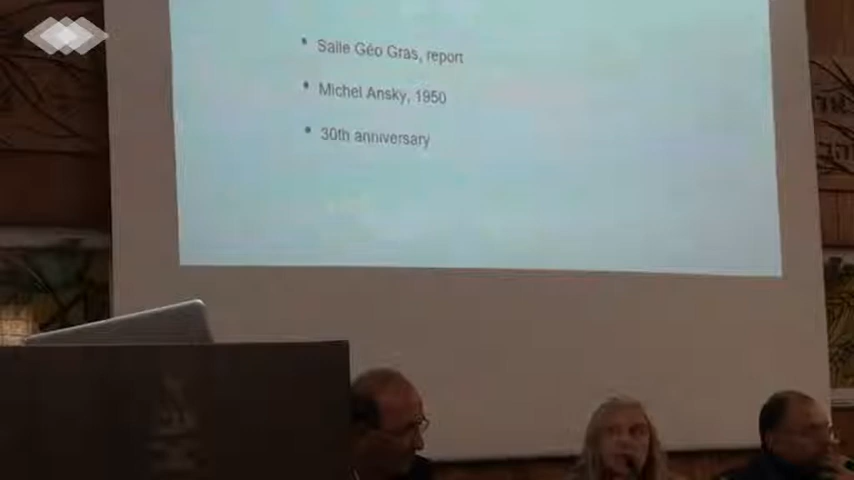 • Salle Géo Gras, report
• Michel Ansky, 1950
• 30th anniversary